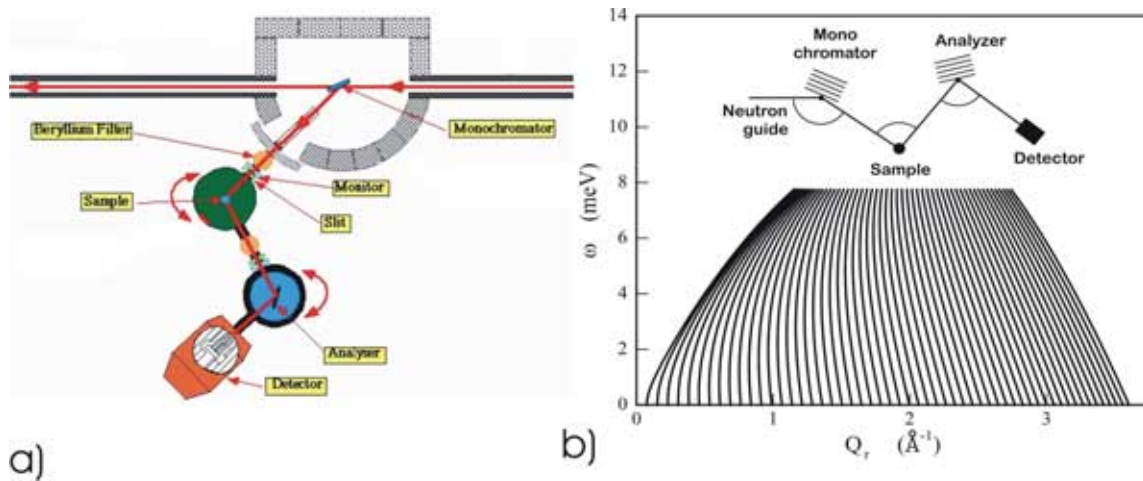 Beryllium Filter
Monochromator
Sample
Monitor
Slit
Analyser
Detector
a)
14
12
10
8
6
4
2
0
ω (meV)
Mono
chromator
Analyzer
Neutron
guide
Sample
Detector
0
1
2
3
Qr (Å-1)
b)